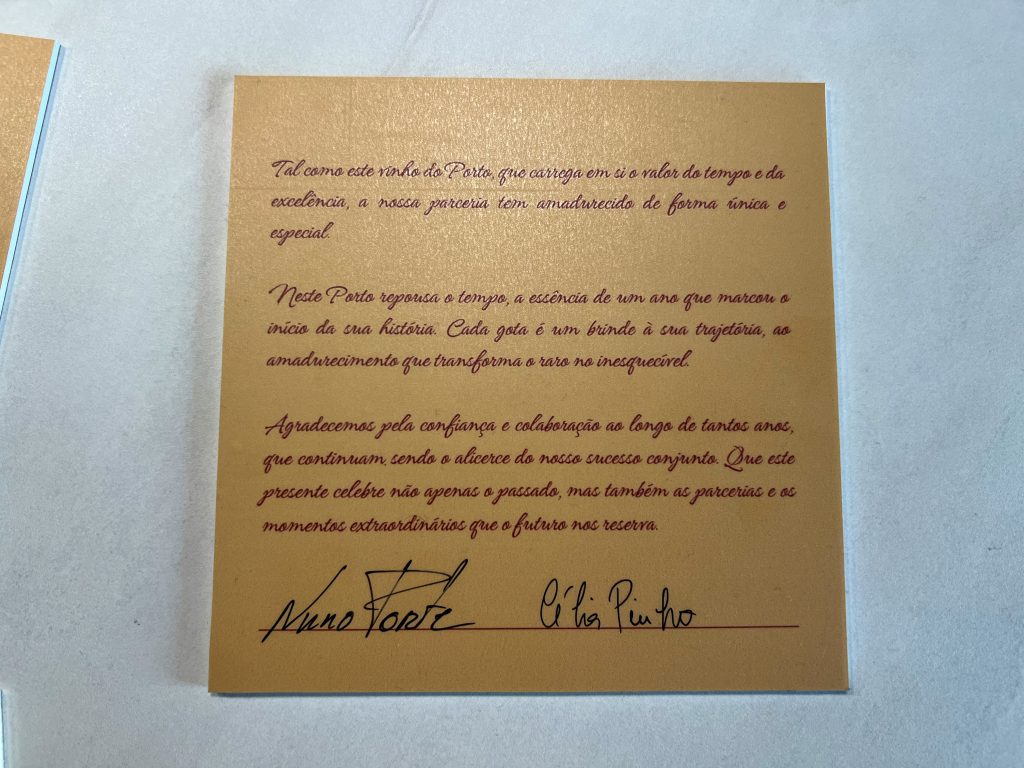 Tal como este vinho do Porto, que carrega em si o valor do tempo e da
excelência, a nossa parceria tem amadurecido de forma única e
especial.
Neste Porto repousa o tempo, a essência de um ano que marcou o
início da sua história. Cada gota é um brinde à sua trajetória, ao
amadurecimento que transforma o raro no inesquecível.
Agradecemos pela confiança e colaboração ao longo de tantos anos,
que continuam sendo o alicerce do nosso sucesso conjunto. Que este
presente celebre não apenas o passado, mas também as parcerias e os
momentos extraordinários que o futuro nos reserva.
Nuno Célia Pinho